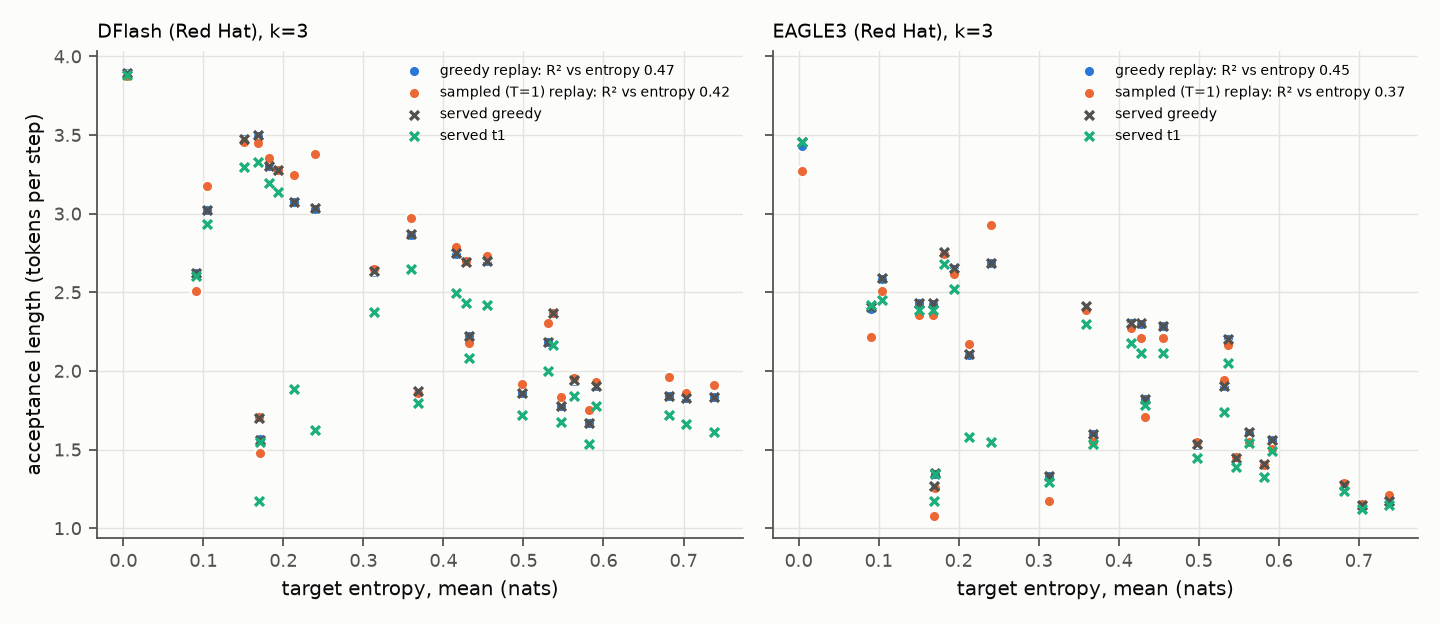 DFlash (Red Hat), k=3
greedy replay: R² vs entropy 0.47
sampled (T=1) replay: R² vs entropy 0.42
served greedy
served t1
4.0
3.5
3.0
2.5
2.0
1.5
1.0
acceptance length (tokens per step)
0.0 0.1 0.2 0.3 0.4 0.5 0.6 0.7
target entropy, mean (nats)
EAGLE3 (Red Hat), k=3
greedy replay: R² vs entropy 0.45
sampled (T=1) replay: R² vs entropy 0.37
served greedy
served t1
0.0 0.1 0.2 0.3 0.4 0.5 0.6 0.7
target entropy, mean (nats)